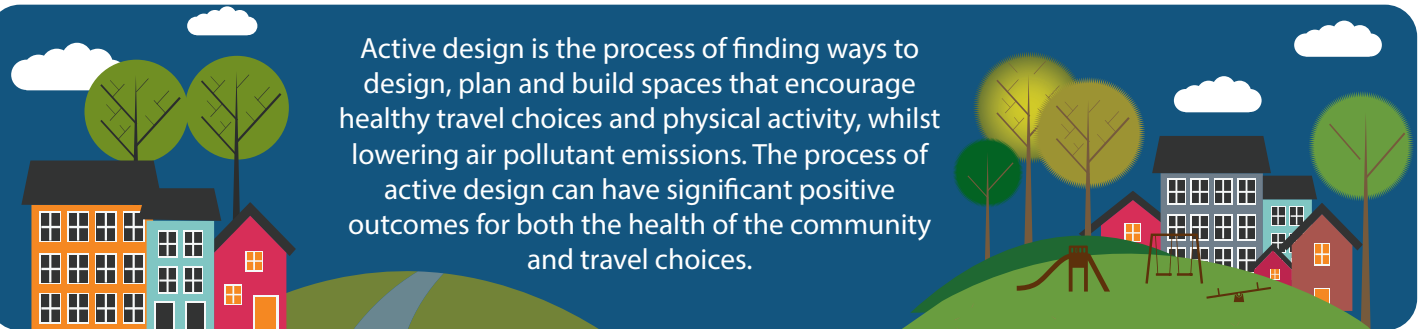 Active design is the process of finding ways to
design, plan and build spaces that encourage
healthy travel choices and physical activity, whilst
lowering air pollutant emissions. The process of
active design can have significant positive
outcomes for both the health of the community
and travel choices.